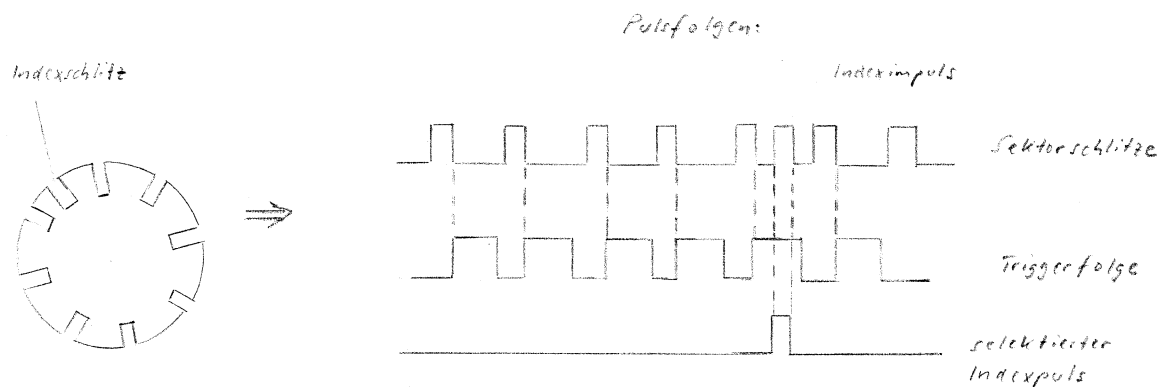 Pulsfolgen:
Indexschlitz
Indeximpuls
Sektorschlitze
Triggerfolge
selektierter
Indexpuls